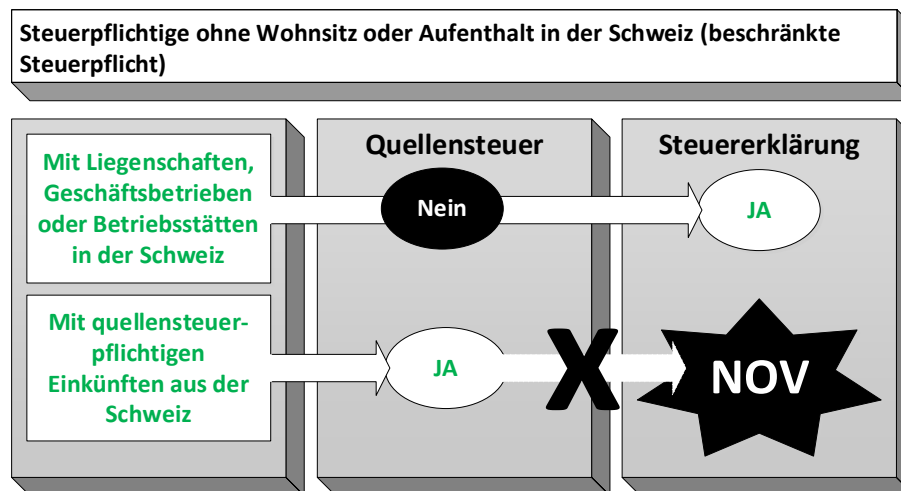 Steuerpflichtige ohne Wohnsitz oder Aufenthalt in der Schweiz (beschränkte
Steuerpflicht)
Quellensteuer
Steuererklärung
Mit Liegenschaften,
Geschäftsbetrieben
oder Betriebsstätten
in der Schweiz
Nein
JA
Mit quellensteuer-
pflichtigen
Einkünften aus der
Schweiz
JA
X
NOV